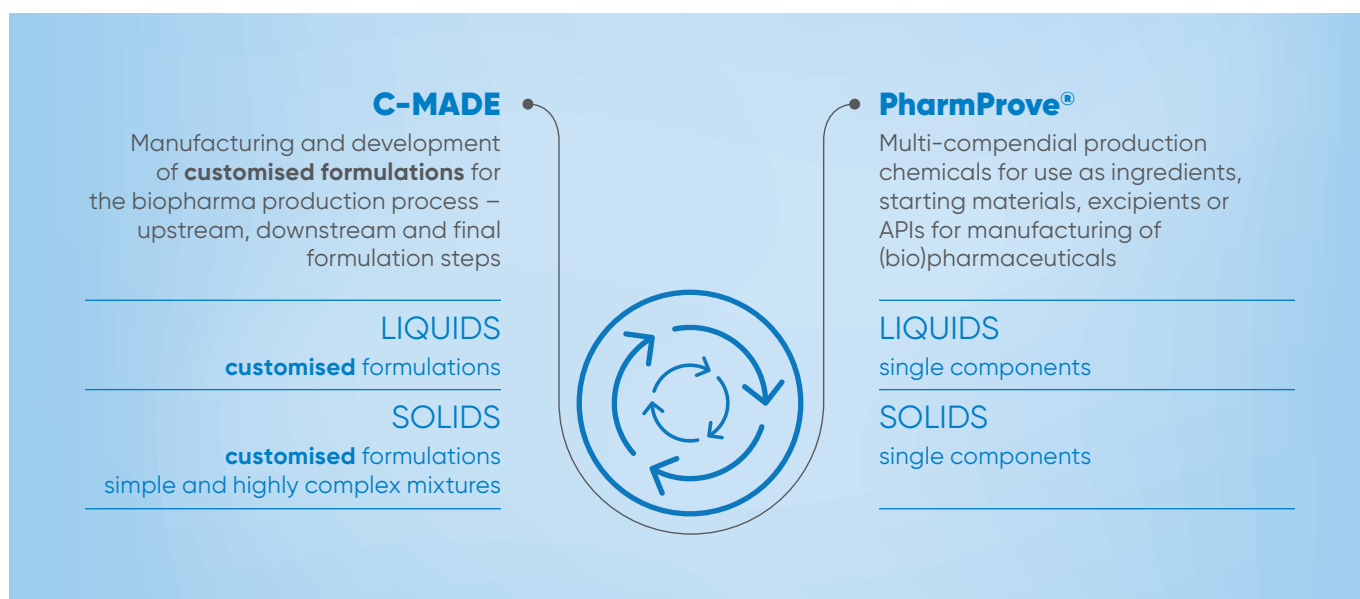 C-MADE
Manufacturing and development
of customised formulations for
the biopharma production process –
upstream, downstream and final
formulation steps
LIQUIDS
customised formulations
SOLIDS
customised formulations
simple and highly complex mixtures
PharmProve®
Multi-compendial production
chemicals for use as ingredients,
starting materials, excipients or
APIs for manufacturing of
(bio)pharmaceuticals
LIQUIDS
single components
SOLIDS
single components